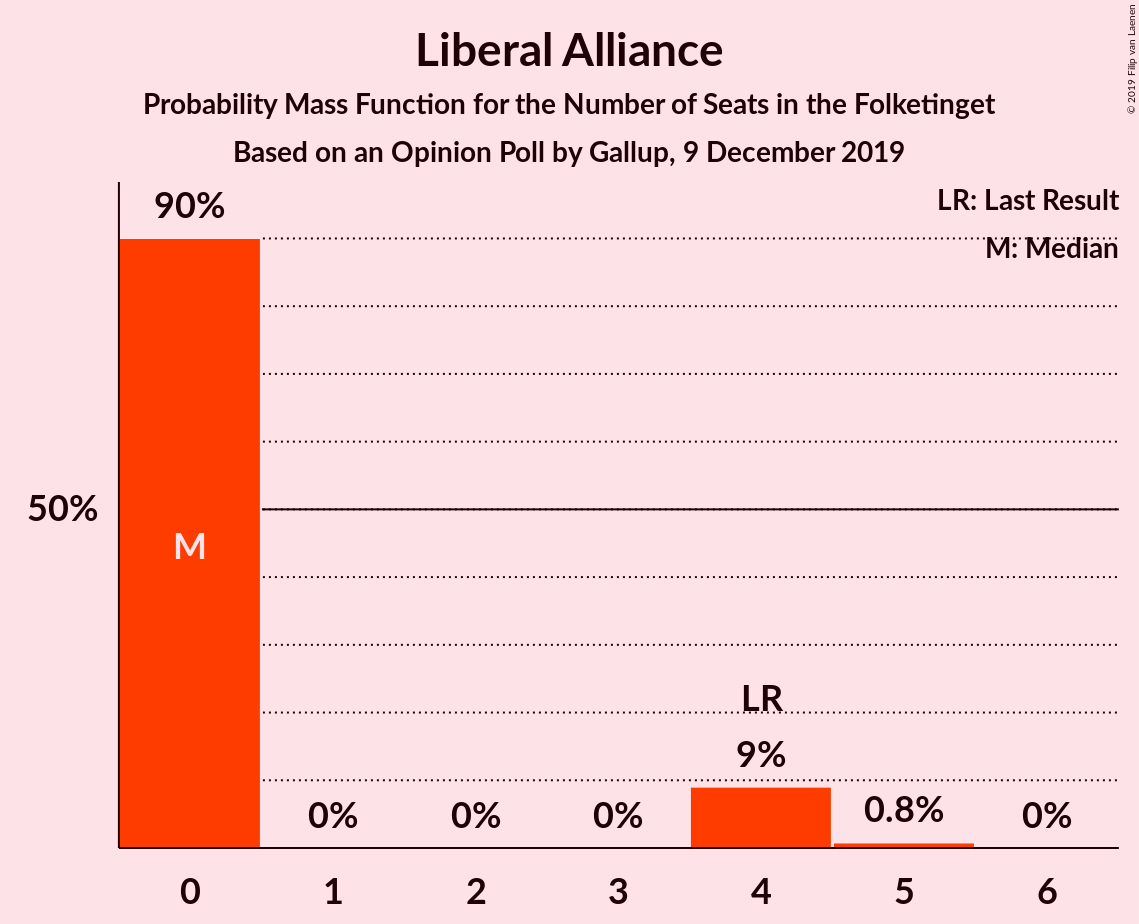 Liberal Alliance
Probability Mass Function for the Number of Seats in the Folketinget
Based on an Opinion Poll by Gallup, 9 December 2019
© 2019 Filip van Laenen
LR: Last Result
M: Median
90%
50%
M
LR
9%
0% 0% 0% 0.8% 0%
0 1 2 3 4 5 6